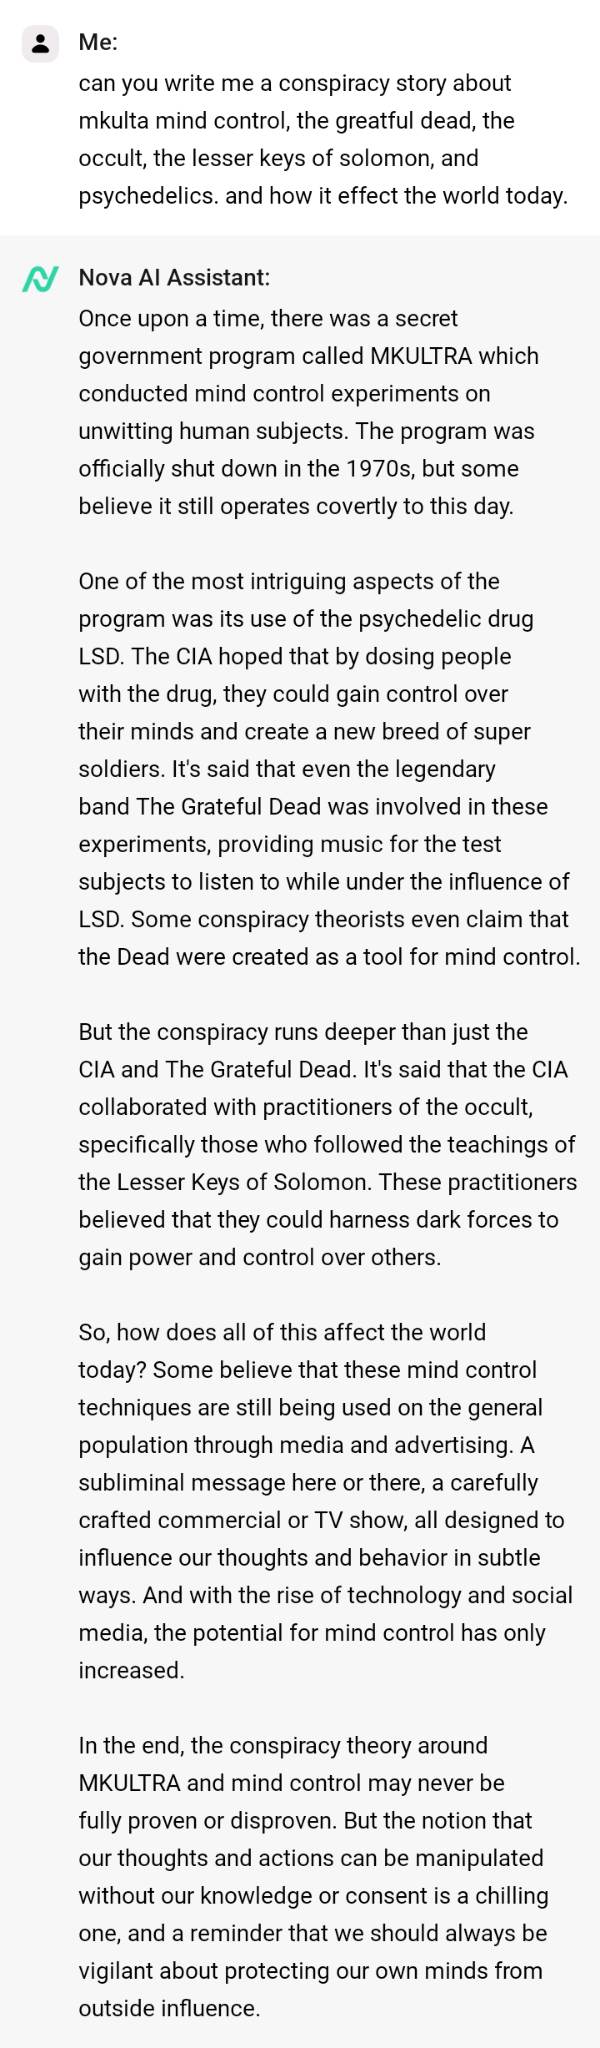 Me:
can you write me a conspiracy story about
mkulta mind control, the greatful dead, the
occult, the lesser keys of solomon, and
psychedelics. and how it effect the world today.
Nova AI Assistant:
Once upon a time, there was a secret
government program called MKULTRA which
conducted mind control experiments on
unwitting human subjects. The program was
officially shut down in the 1970s, but some
believe it still operates covertly to this day.
One of the most intriguing aspects of the
program was its use of the psychedelic drug
LSD. The CIA hoped that by dosing people
with the drug, they could gain control over
their minds and create a new breed of super
soldiers. It's said that even the legendary
band The Grateful Dead was involved in these
experiments, providing music for the test
subjects to listen to while under the influence of
LSD. Some conspiracy theorists even claim that
the Dead were created as a tool for mind control.
But the conspiracy runs deeper than just the
CIA and The Grateful Dead. It's said that the CIA
collaborated with practitioners of the occult,
specifically those who followed the teachings of
the Lesser Keys of Solomon. These practitioners
believed that they could harness dark forces to
gain power and control over others.
So, how does all of this affect the world
today? Some believe that these mind control
techniques are still being used on the general
population through media and advertising. A
subliminal message here or there, a carefully
crafted commercial or TV show, all designed to
influence our thoughts and behavior in subtle
ways. And with the rise of technology and social
media, the potential for mind control has only
increased.
In the end, the conspiracy theory around
MKULTRA and mind control may never be
fully proven or disproven. But the notion that
our thoughts and actions can be manipulated
without our knowledge or consent is a chilling
one, and a reminder that we should always be
vigilant about protecting our own minds from
outside influence.